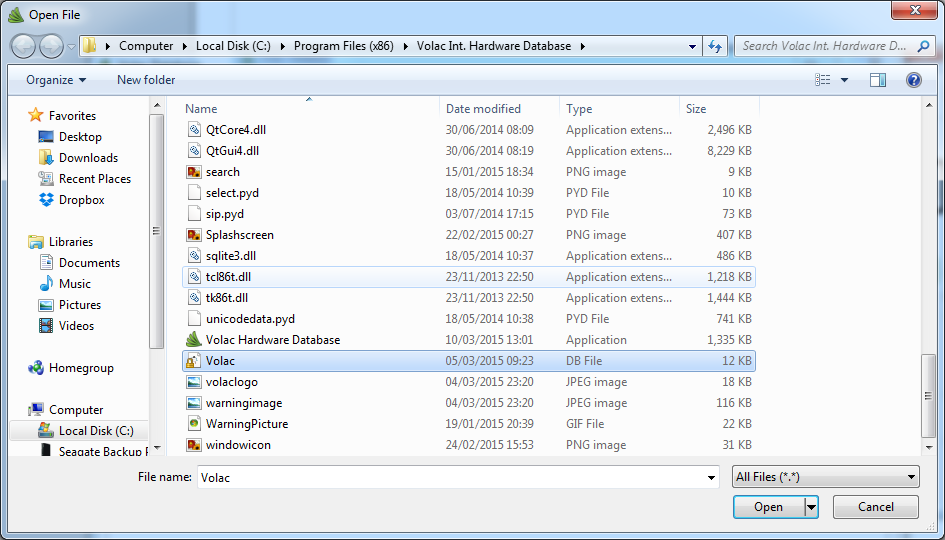 Open File
Computer ▸ Local Disk (C:) ▸ Program Files (x86) ▸ Volac Int. Hardware Database ▸
Search Volac Int. Hardware D...
Organize New folder
Name Date modified Type Size
Favorites
Desktop
Downloads
Recent Places
Dropbox
Libraries
Documents
Music
Pictures
Videos
Homegroup
Computer
Local Disk (C:)
Seagate Backup P
QtCore4.dll 30/06/2014 08:09 Application extens... 2,496 KB
QtGui4.dll 30/06/2014 08:19 Application extens... 8,229 KB
search 15/01/2015 18:34 PNG image 9 KB
select.pyd 18/05/2014 10:39 PYD File 10 KB
sip.pyd 03/07/2014 17:15 PYD File 73 KB
Splashscreen 22/02/2015 00:27 PNG image 407 KB
sqlite3.dll 18/05/2014 10:37 Application extens... 486 KB
tcl86t.dll 23/11/2013 22:50 Application extens... 1,218 KB
tk86t.dll 23/11/2013 22:50 Application extens... 1,444 KB
unicodedata.pyd 18/05/2014 10:38 PYD File 741 KB
Volac Hardware Database 10/03/2015 13:01 Application 1,335 KB
Volac 05/03/2015 09:23 DB File 12 KB
volaclogo 04/03/2015 23:20 JPEG image 18 KB
warningimage 04/03/2015 23:20 JPEG image 116 KB
WarningPicture 19/01/2015 20:39 GIF File 22 KB
windowicon 24/02/2015 15:53 PNG image 31 KB
File name: Volac All Files (*.*)
Open Cancel